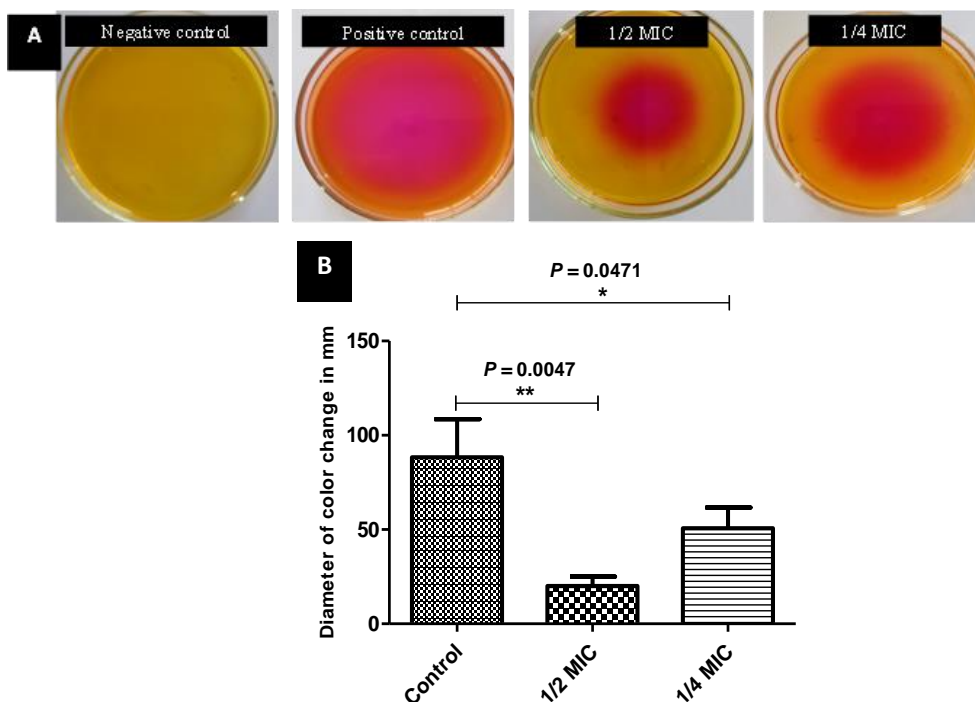 A
Negative control
Positive control
1/2 MIC
1/4 MIC
B
P = 0.0471
*
P = 0.0047
**
Diameter of color change in mm
150
100
50
0
Control
1/2 MIC
1/4 MIC